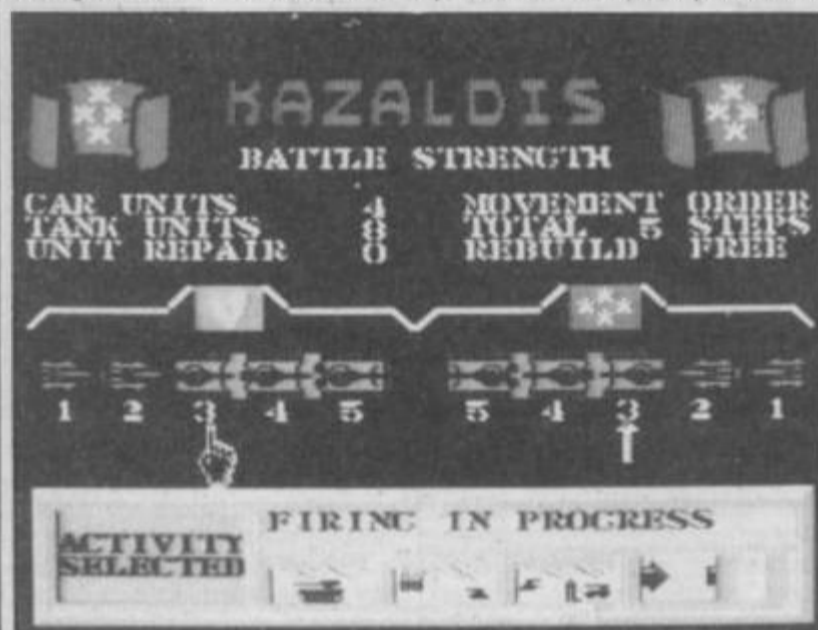 KAZALDIS
BATTLE STRENGTH
CAR UNITS 4 MOVEMENT ORDER
TANK UNITS 8 TOTAL 5 STEPS
UNIT REPAIR 0 REBUILD FREE
1 2 3 4 5 5 4 3 2 1
FIRING IN PROGRESS
ACTIVITY
SELECTED